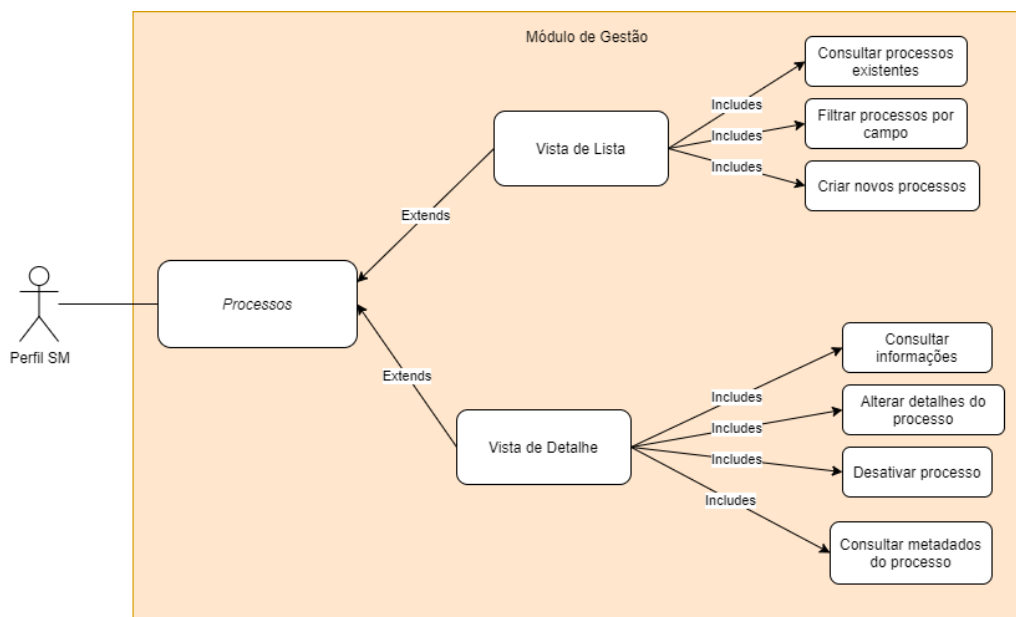 Módulo de Gestão
Consultar processos
existentes
Includes
Filtrar processos por
campo
Includes
Vista de Lista
Includes
Criar novos processos
Extends
Processos
Perfil SM
Extends
Consultar
informações
Includes
Alterar detalhes do
processo
Includes
Vista de Detalhe
Includes
Desativar processo
Includes
Consultar metadados
do processo